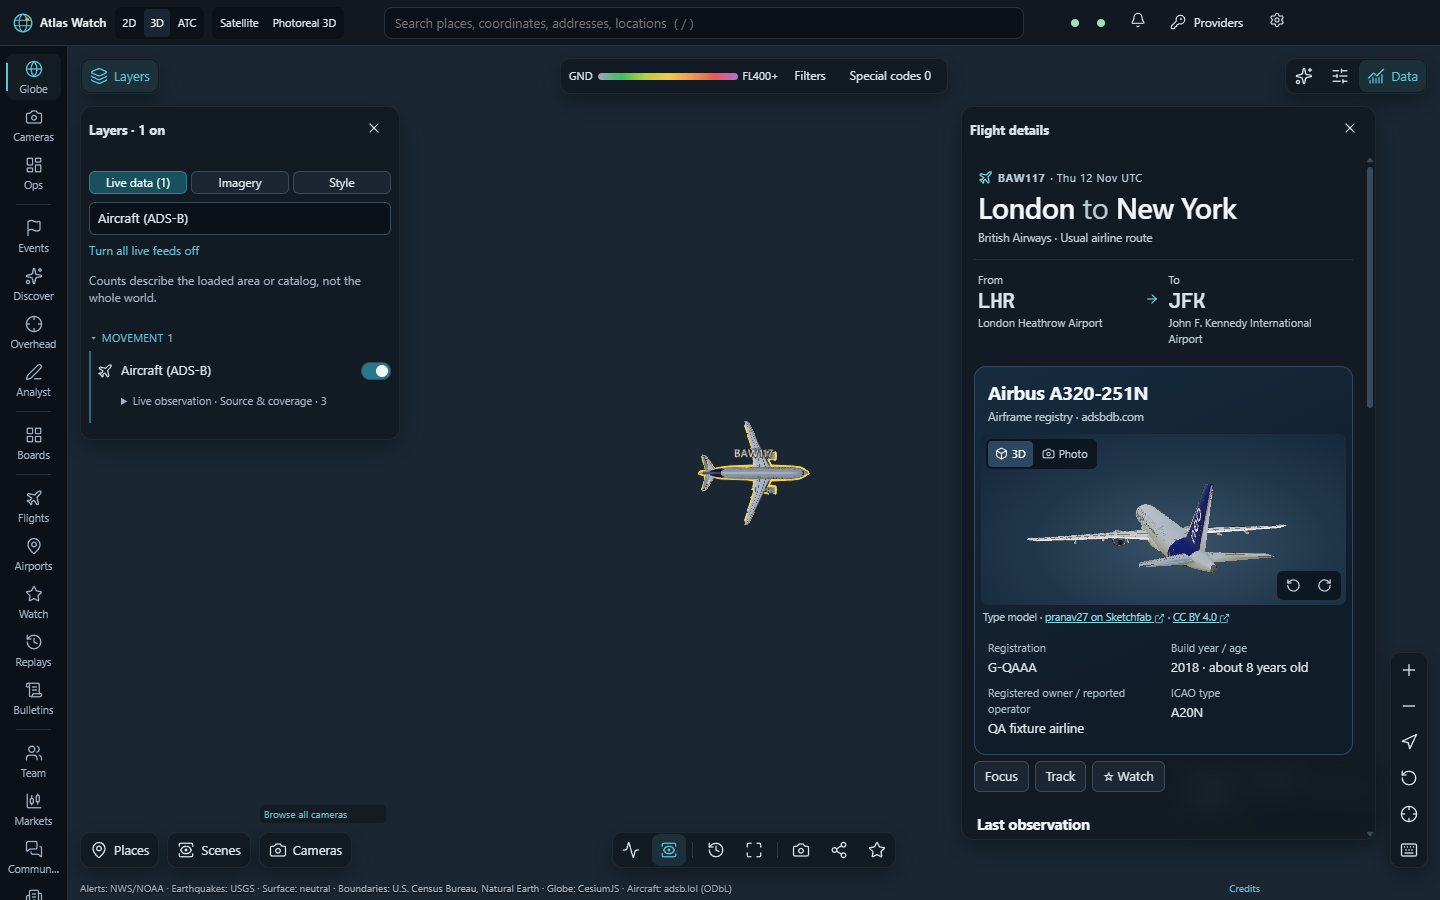 Atlas Watch
2D
3D
ATC
Satellite
Photoreal 3D
Search places, coordinates, addresses, locations ( / )
Providers
Globe
Cameras
Ops
Events
Discover
Overhead
Analyst
Boards
Flights
Airports
Watch
Replays
Bulletins
Team
Markets
Commun...
Layers
GND
FL400+
Filters
Special codes 0
Data
Layers · 1 on
Live data (1)
Imagery
Style
Aircraft (ADS-B)
Turn all live feeds off
Counts describe the loaded area or catalog, not the
whole world.
MOVEMENT 1
Aircraft (ADS-B)
Live observation · Source & coverage · 3
BAW117
Flight details
BAW117 · Thu 12 Nov UTC
London to New York
British Airways · Usual airline route
From
LHR
London Heathrow Airport
To
JFK
John F. Kennedy International
Airport
Airbus A320-251N
Airframe registry · adsbdb.com
3D
Photo
Type model · pranav27 on Sketchfab · CC BY 4.0
Registration
G-QAAA
Build year / age
2018 · about 8 years old
Registered owner / reported
operator
QA fixture airline
ICAO type
A20N
Focus
Track
☆ Watch
Last observation
Browse all cameras
Places
Scenes
Cameras
Alerts: NWS/NOAA · Earthquakes: USGS · Surface: neutral · Boundaries: U.S. Census Bureau, Natural Earth · Globe: CesiumJS · Aircraft: adsb.lol (ODbL)
Credits